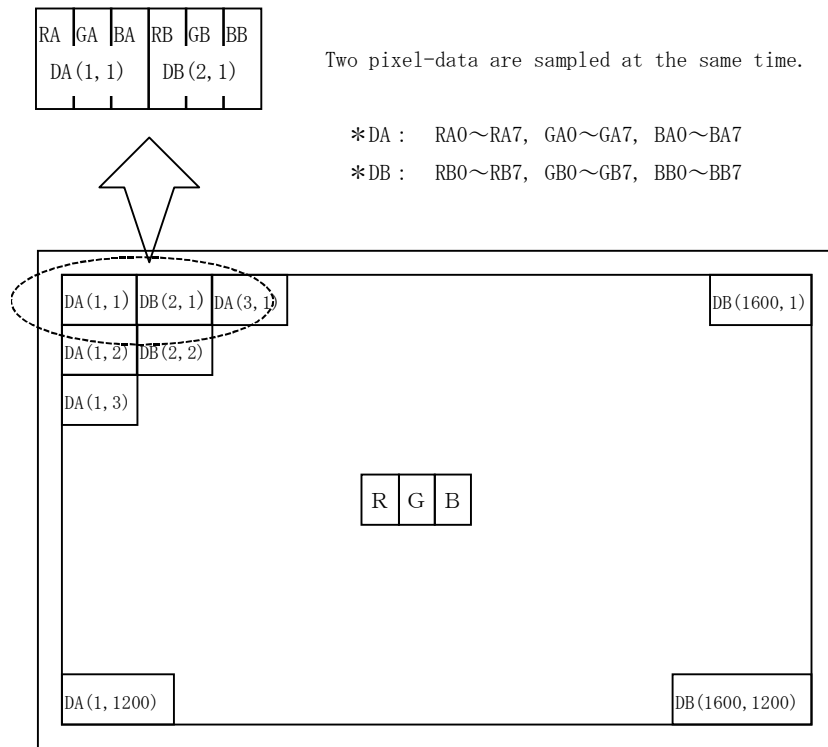 RA GA BA RB GB BB
DA(1,1) DB(2,1)
Two pixel-data are sampled at the same time.
*DA : RA0～RA7, GA0～GA7, BA0～BA7
*DB : RB0～RB7, GB0～GB7, BB0～BB7
DA(1,1) DB(2,1) DA(3,1) DB(1600,1)
DA(1,2) DB(2,2)
DA(1,3)
R G B
DA(1,1200) DB(1600,1200)